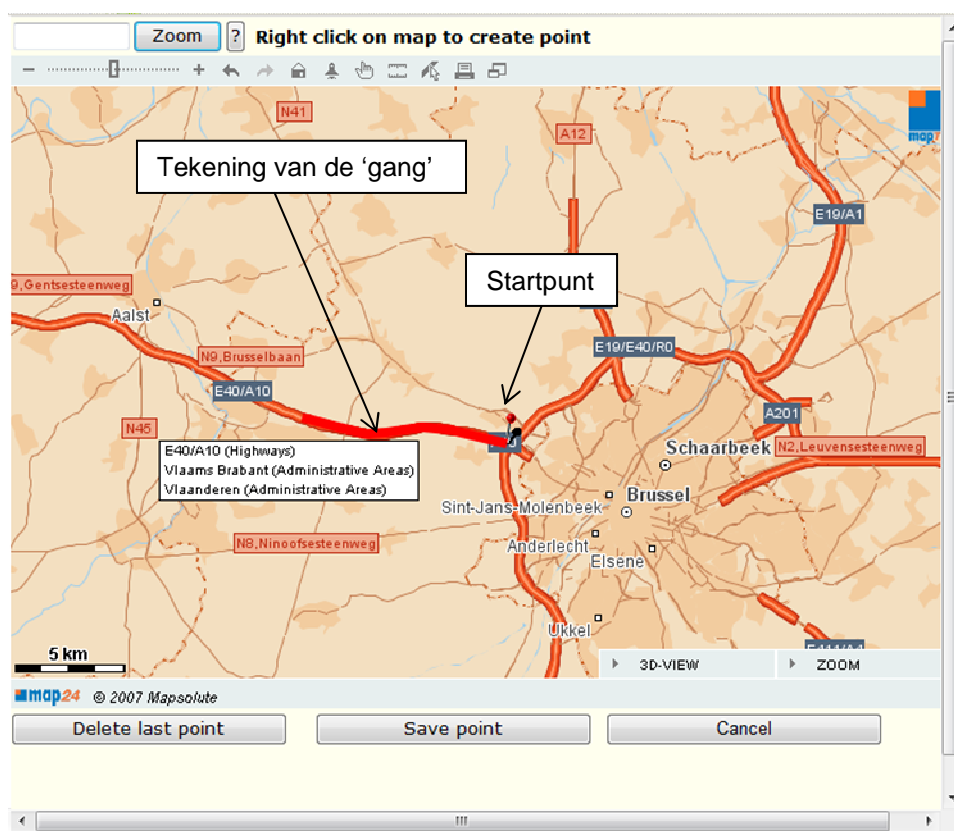 Zoom ? Right click on map to create point
N41
A12
map
Tekening van de ‘gang’
E19/A1
Startpunt
9,Gentsesteenweg
Aalst
E19/E40/R0
N9,Brusselbaan
E40/A10
A201
N45
E40/A10 (Highways)
Vlaams Brabant (Administrative Areas)
Vlaanderen (Administrative Areas)
Schaarbeek
N2,Leuvensesteenweg
Brussel
Sint-Jans-Molenbeek
N8,Ninoofsesteenweg
Anderlecht
Elsene
Ukkel
5 km
3D-VIEW
ZOOM
map24 © 2007 Mapsolute
Delete last point
Save point
Cancel